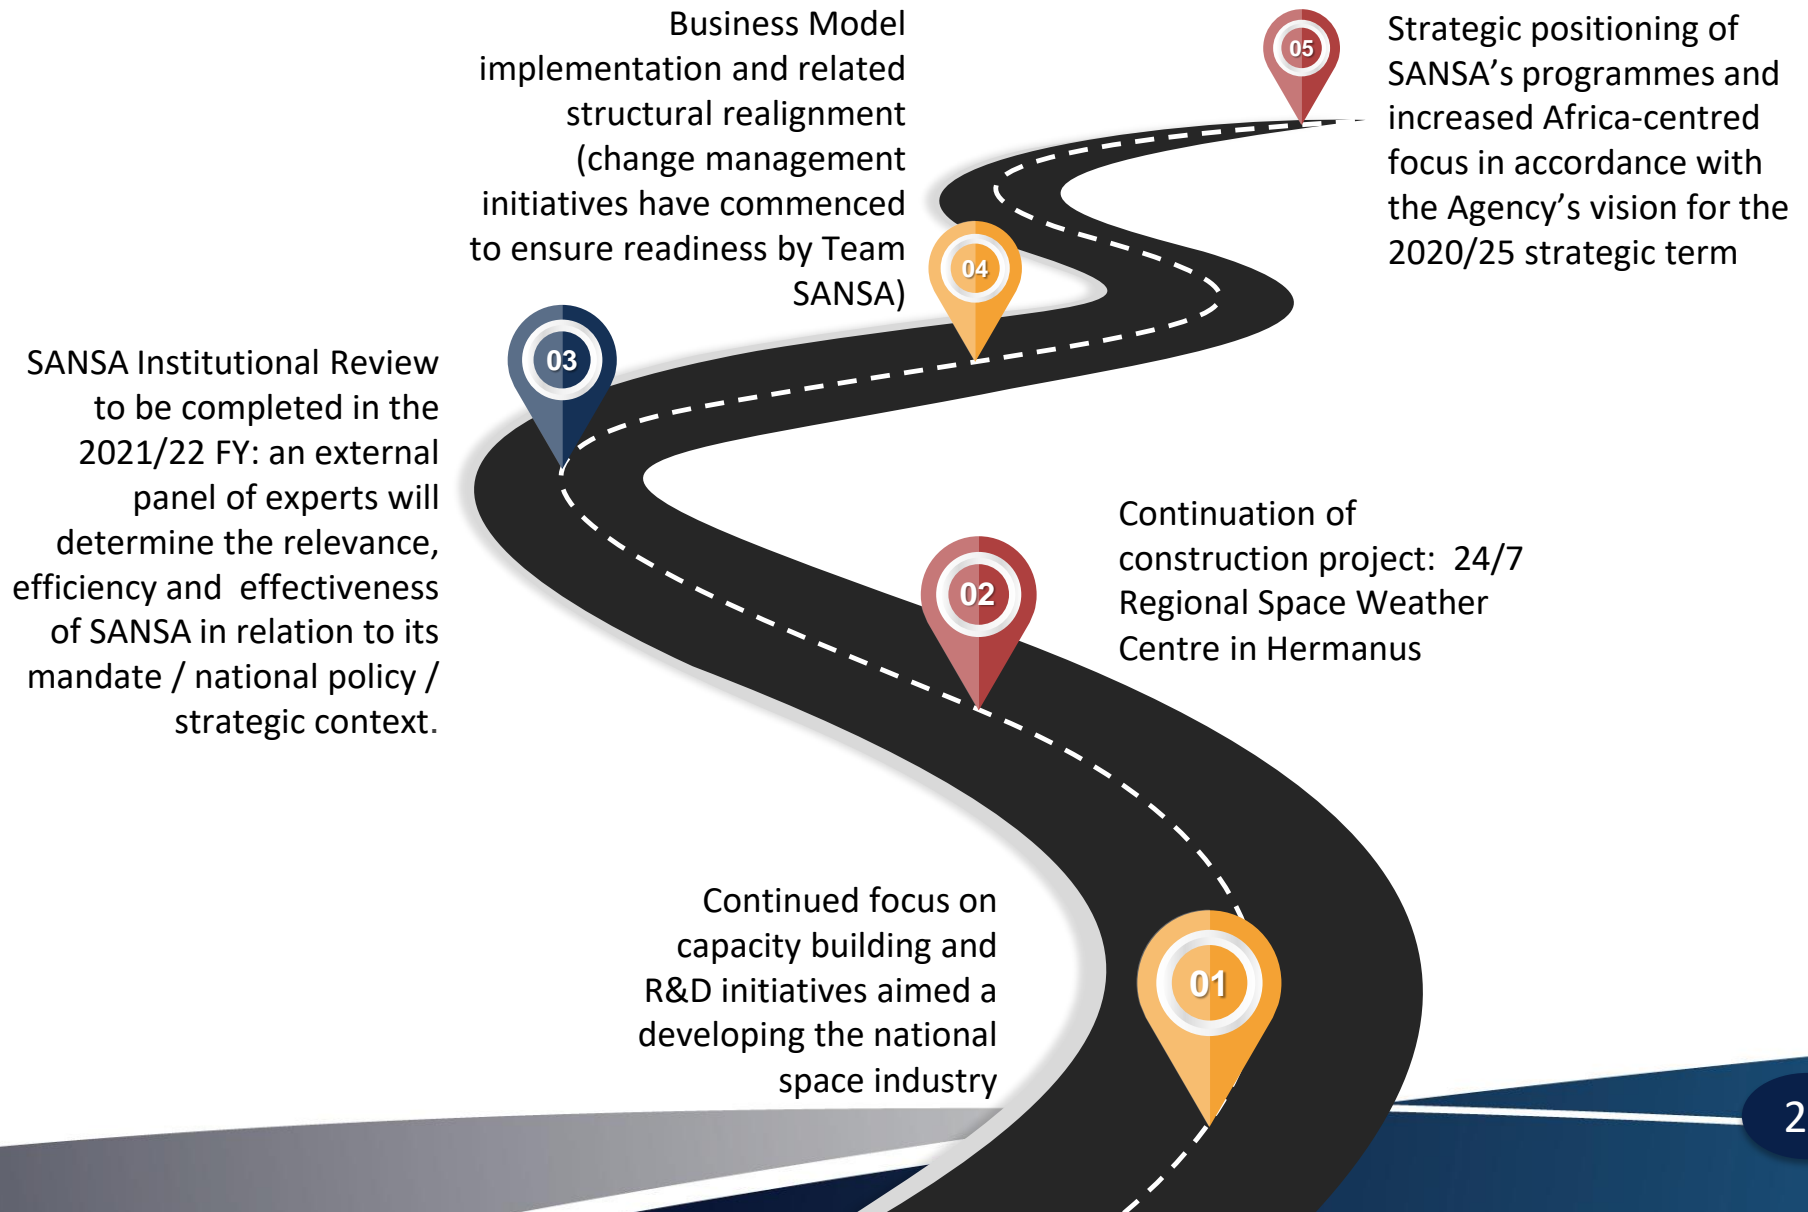 Business Model
implementation and related
structural realignment
(change management
initiatives have commenced
to ensure readiness by Team
SANSA)
05
Strategic positioning of
SANSA’s programmes and
increased Africa-centred
focus in accordance with
the Agency’s vision for the
2020/25 strategic term
04
SANSA Institutional Review
to be completed in the
2021/22 FY: an external
panel of experts will
determine the relevance,
efficiency and  effectiveness
of SANSA in relation to its
mandate / national policy /
strategic context.
03
02
Continuation of
construction project:  24/7
Regional Space Weather
Centre in Hermanus
Continued focus on
capacity building and
R&D initiatives aimed a
developing the national
space industry
01
2